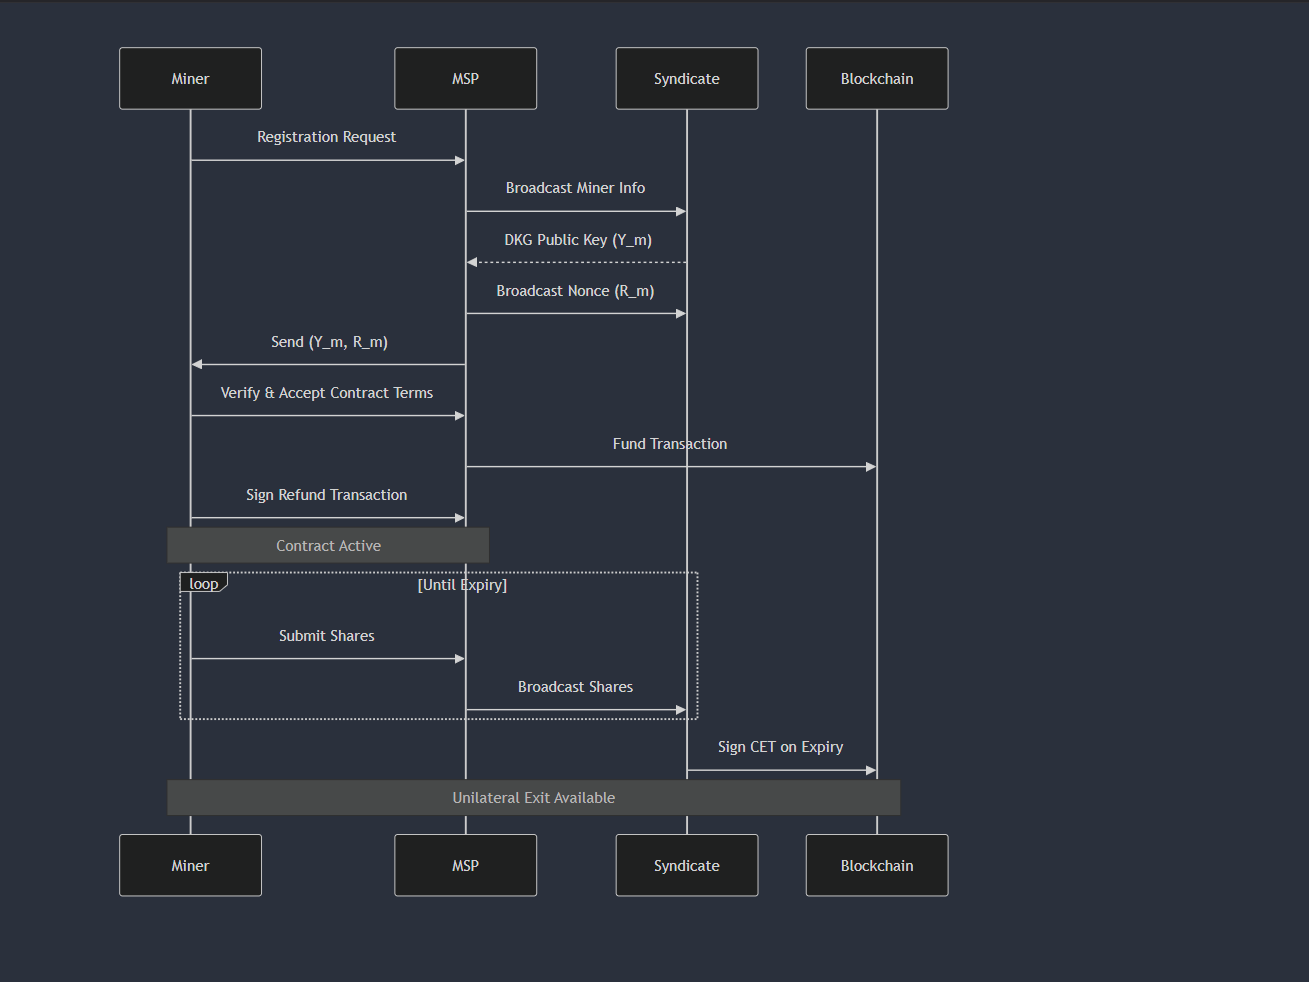 Miner
MSP
Syndicate
Blockchain
Registration Request
Broadcast Miner Info
DKG Public Key (Y_m)
Broadcast Nonce (R_m)
Send (Y_m, R_m)
Verify & Accept Contract Terms
Fund Transaction
Sign Refund Transaction
Contract Active
loop
[Until Expiry]
Submit Shares
Broadcast Shares
Sign CET on Expiry
Unilateral Exit Available
Miner
MSP
Syndicate
Blockchain